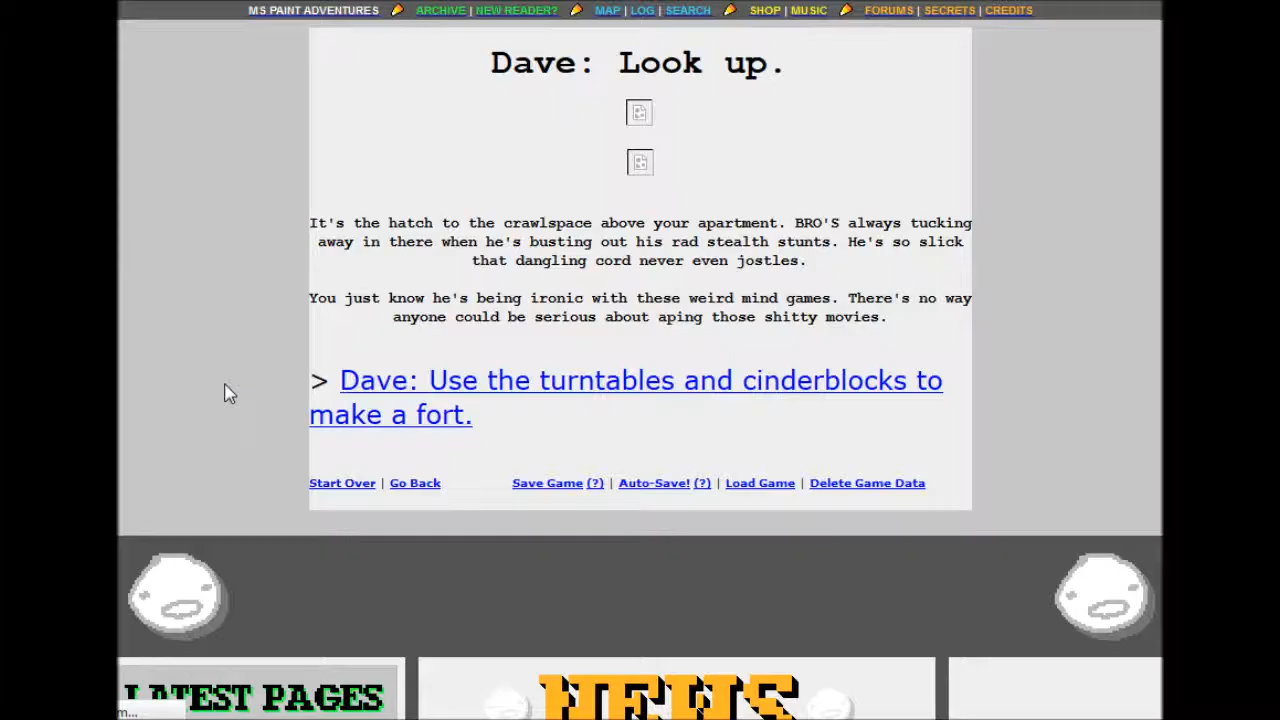 MS PAINT ADVENTURES ARCHIVE | NEW READER? MAP | LOG | SEARCH SHOP | MUSIC FORUMS | SECRETS | CREDITS
Dave: Look up.
It's the hatch to the crawlspace above your apartment. BRO'S always tucking
away in there when he's busting out his rad stealth stunts. He's so slick
that dangling cord never even jostles.
You just know he's being ironic with these weird mind games. There's no way
anyone could be serious about aping those shitty movies.
> Dave: Use the turntables and cinderblocks to
make a fort.
Start Over | Go Back Save Game (?) | Auto-Save! (?) | Load Game | Delete Game Data
LATEST PAGES
NEWS